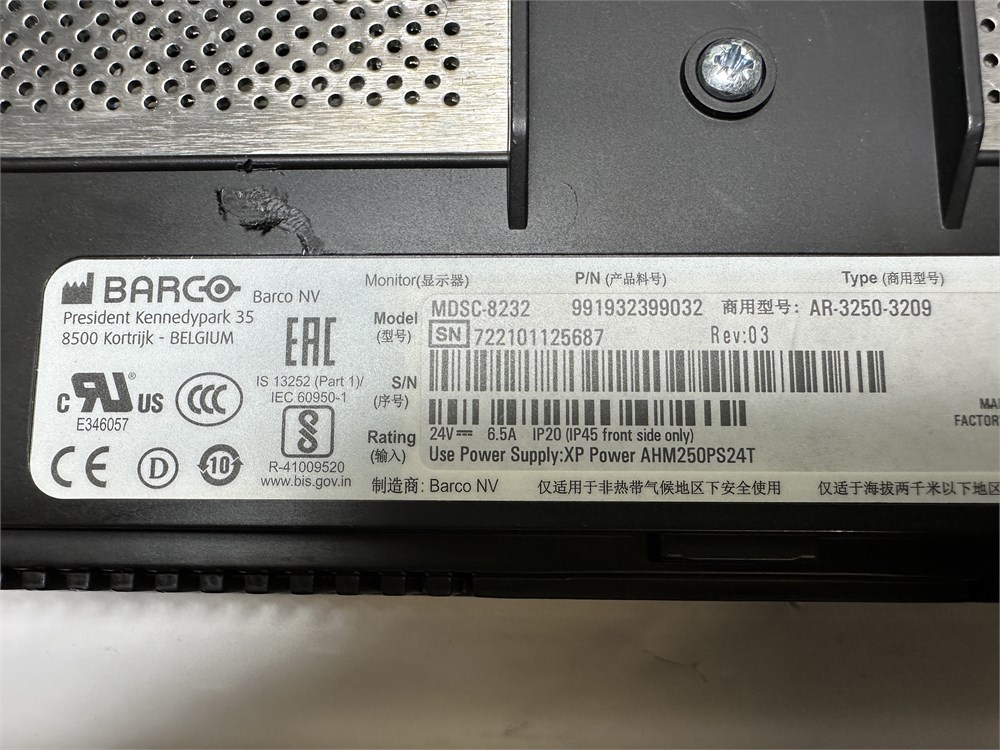 BARCO Barco NV
President Kennedypark 35
8500 Kortrijk - BELGIUM
EAC
IS 13252 (Part 1)/
IEC 60950-1
R-41009520
www.bis.gov.in
C RU ® US
E346057
CCC
CE D 10
Monitor(显示器) P/N (产品料号) Type (商用型号)
Model (型号) MDSC-8232 991932399032 商用型号: AR-3250-3209
SN 722101125687 Rev:03
S/N
(序号)
Rating (输入) 24V 6.5A IP20 (IP45 front side only)
Use Power Supply:XP Power AHM250PS24T
制造商: Barco NV 仅适用于非热带气候地区下安全使用 仅适于海拔两千米以下地区
FACTOR